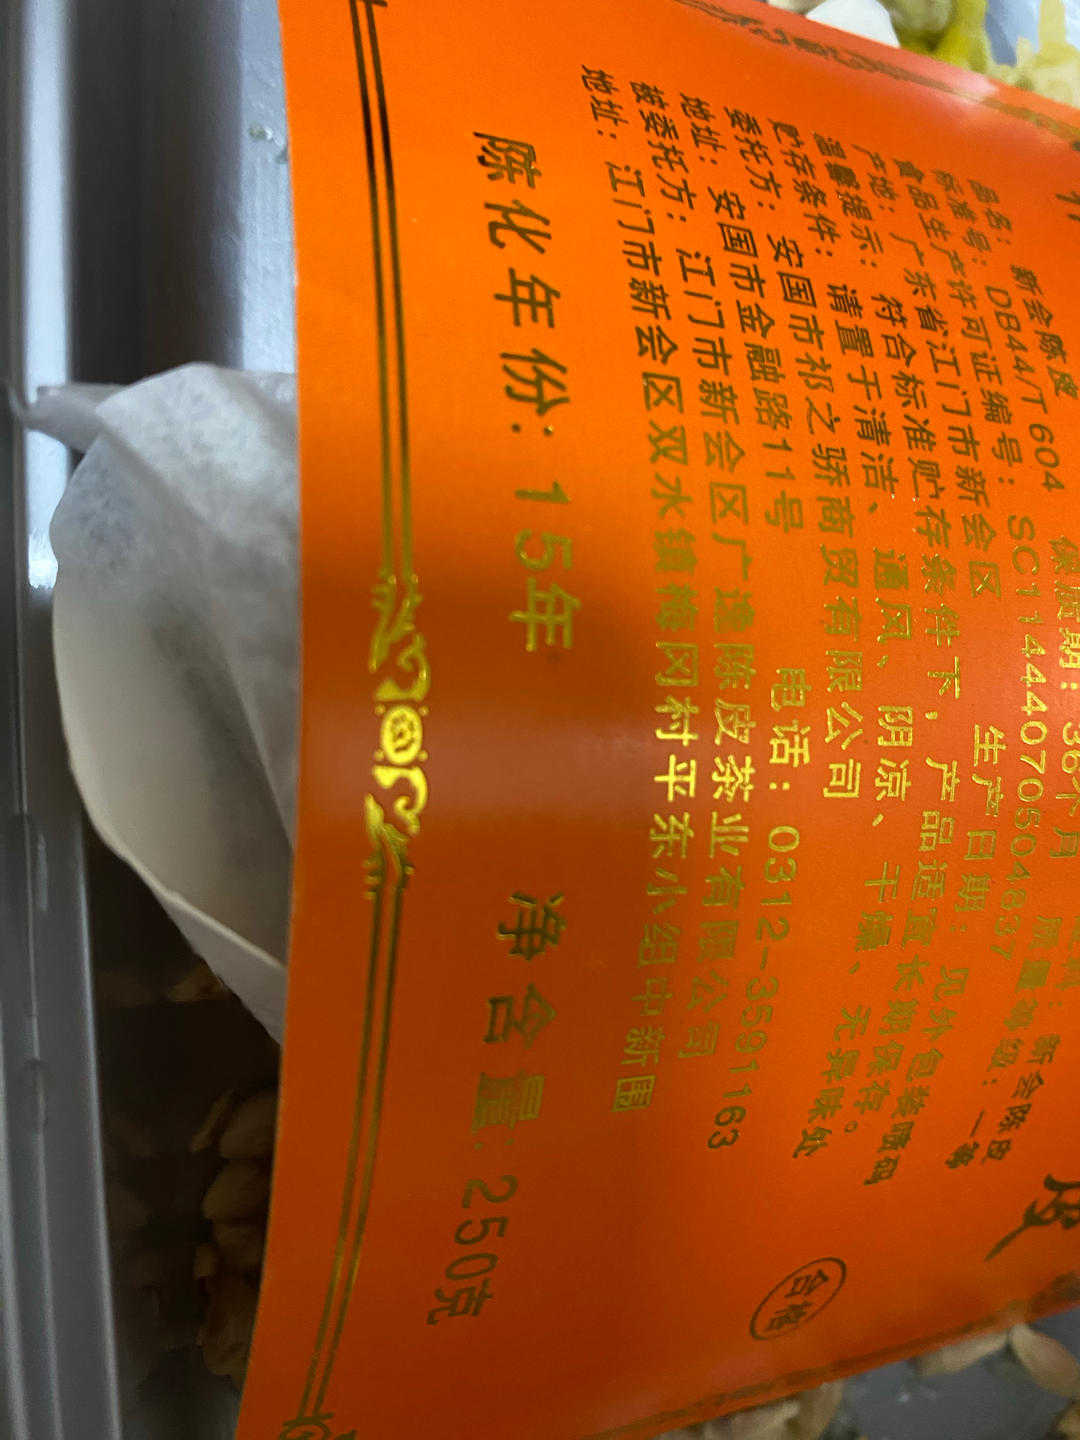 皮
品名：新会陈皮 保质期：36个月 新会陈皮
标准号：DB44/T 604 质量等级：一等
食品生产许可证编号：SC11444070504837
产地：广东省江门市新会区 生产日期：见外包装喷码
温馨提示：符合标准贮存条件下，产品适宜长期保存。
贮存条件：请置于清洁、通风、阴凉、干燥、无异味处
委托方：安国市祁之骄商贸有限公司
地址：安国市金融路11号 电话：0312-3591163
被委托方：江门市新会区广逵陈皮茶业有限公司
地址：江门市新会区双水镇梅冈村平东小组中新围
陈化年份：15年 净含量：250克
合格